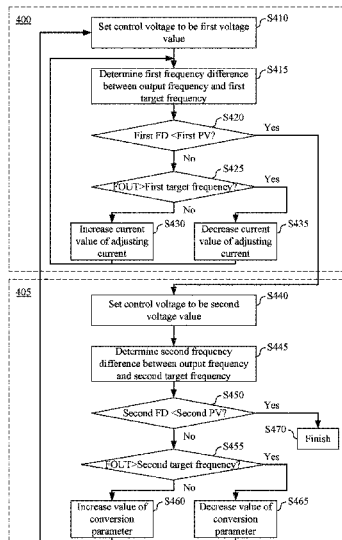 400
S410
Set control voltage to be first voltage
value
S415
Determine first frequency difference
between output frequency and first
target frequency
S420
First FD <First PV?
Yes
No
S425
FOUT>First target frequency?
Yes
No
S430
Increase current
value of adjusting
current
S435
Decrease current
value of adjusting
current
405
S440
Set control voltage to be second
voltage value
S445
Determine second frequency
difference between output frequency
and second target frequency
S450
Second FD <Second PV?
Yes
No
S470
Finish
S455
FOUT>Second target frequency?
Yes
No
S460
Increase value of
conversion
parameter
S465
Decrease value of
conversion
parameter